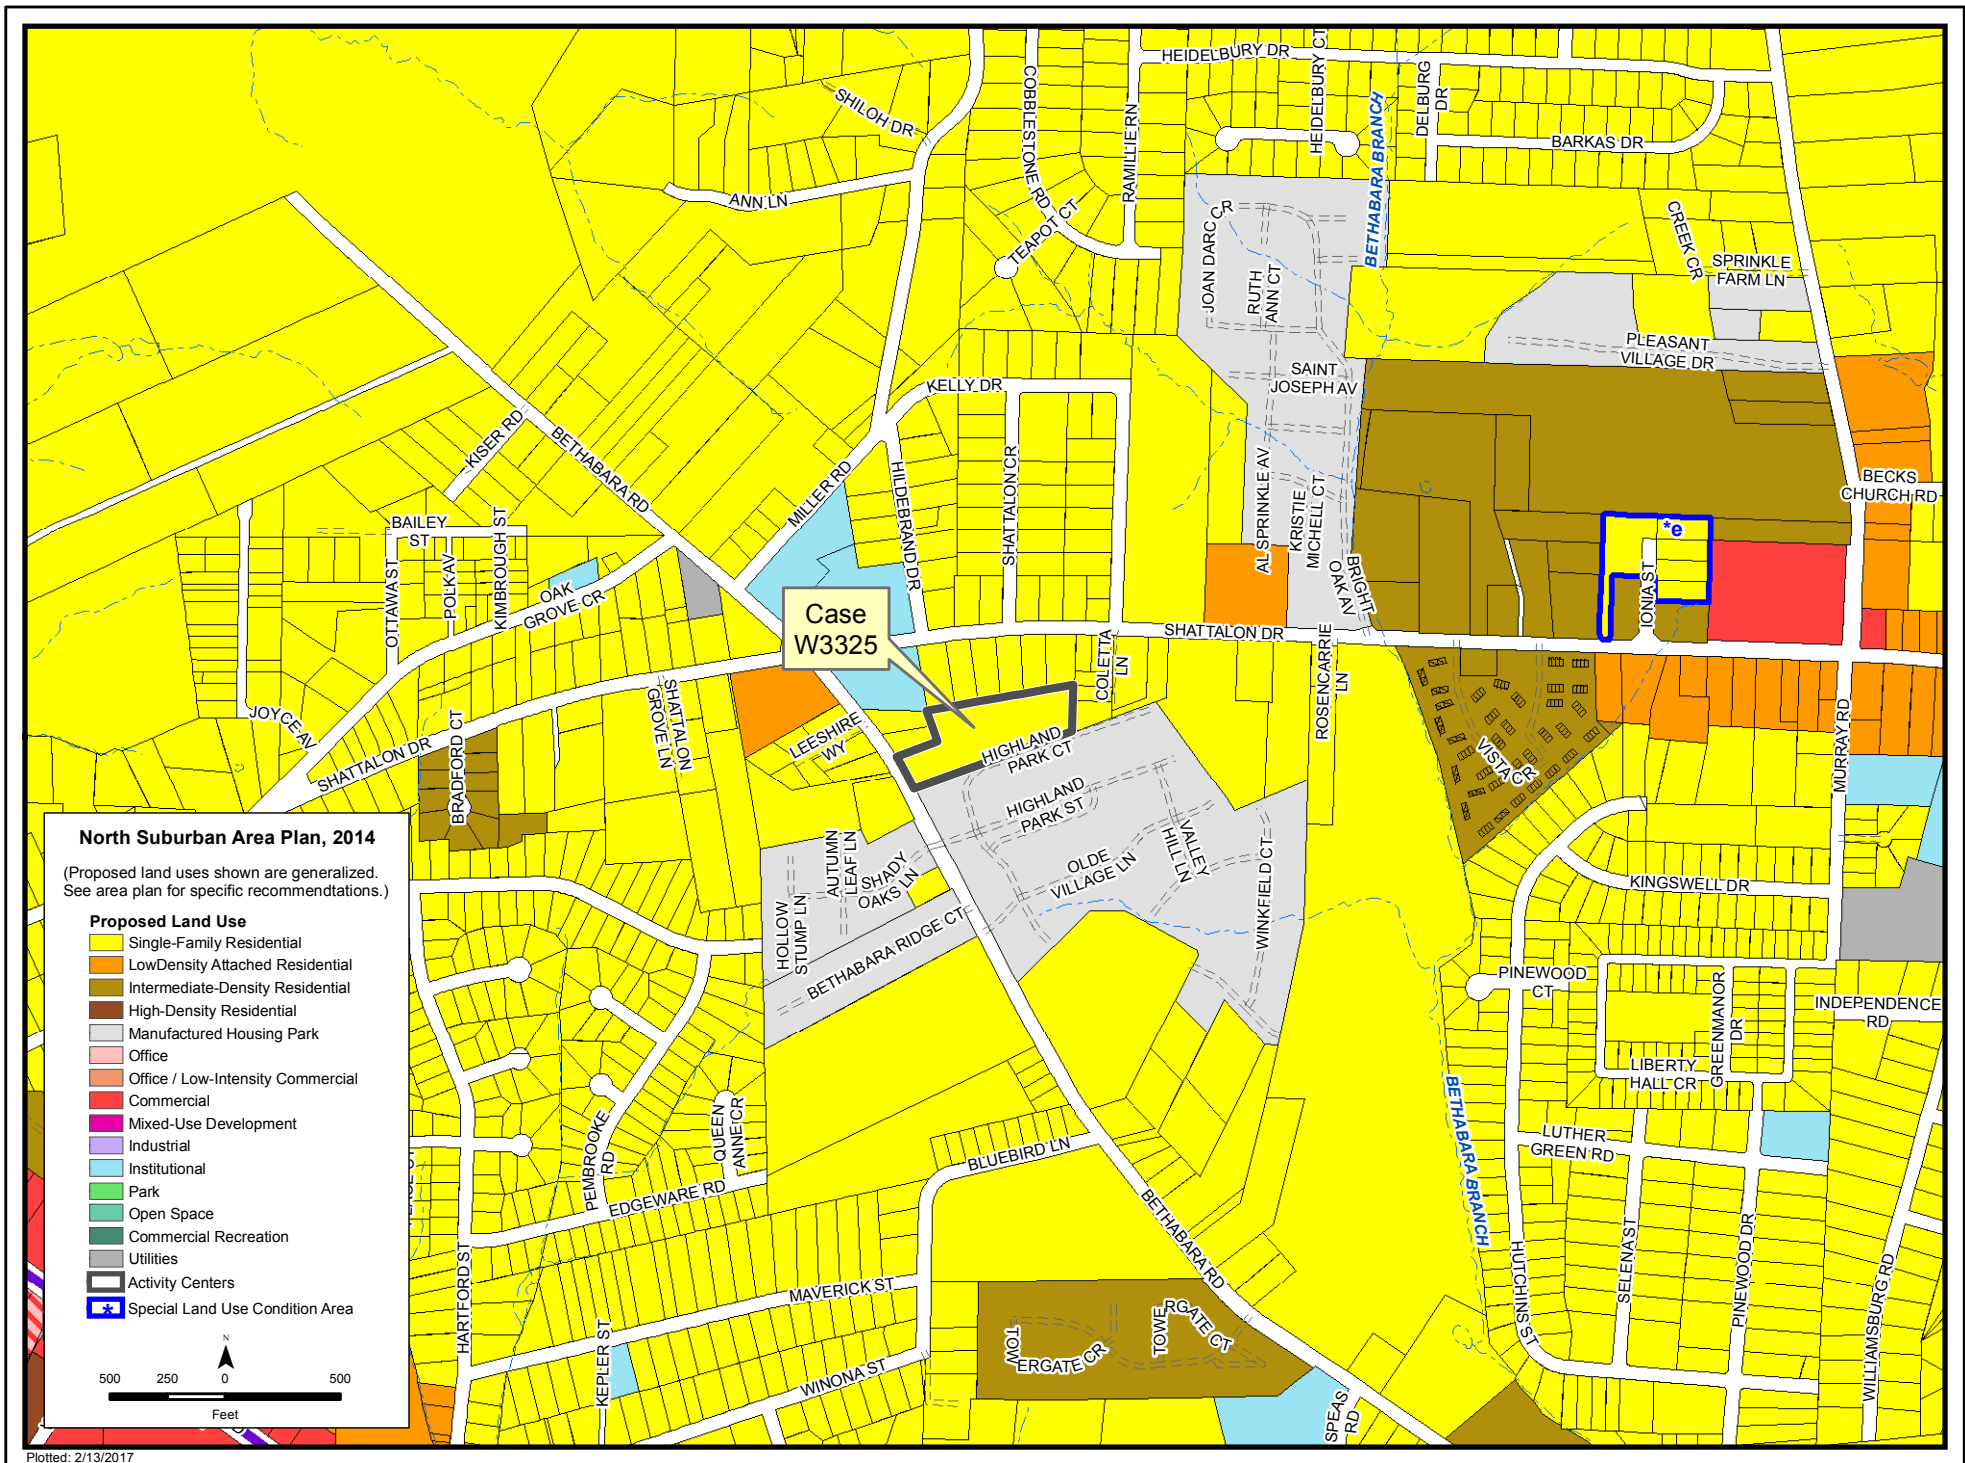 HEIDELBURY DR
HEIDELBURY CT
DELBURG
DR
COBBLESTONE RD
RAMILLIE RN
SHILOH DR
BARKAS DR
BETHABARA BRANCH
ANN LN
TEAPOT CT
JOAN DARC CR
RUTH
ANN CT
CREEK CR
SPRINKLE
FARM LN
PLEASANT
VILLAGE DR
SAINT
JOSEPH AV
KELLY DR
KISER RD
BETHABARA RD
MILLER RD
HILDEBRAND DR
SHATTALON CR
AL SPRINKLE AV
KRISTIE
MICHELL CT
BRIGHT
OAK AV
BECKS
CHURCH RD
*e
IONIA ST
BAILEY
ST
OTTAWA ST
POLK AV
KIMBROUGH ST
OAK
GROVE CR
Case
W3325
SHATTALON DR
COLETTA
LN
ROSENCARRIE
LN
JOYCE AV
SHATTALON DR
BRADFORD CT
SHATTALON
GROVE LN
LEESHIRE
WY
HIGHLAND
PARK CT
HIGHLAND
PARK ST
VISTA CR
MURRAY RD
AUTUMN
LEAF LN
SHADY
OAKS LN
OLDE
VILLAGE LN
VALLEY
HILL LN
WINKFIELD CT
HOLLOW
STUMP LN
BETHABARA RIDGE CT
KINGSWELL DR
PINEWOOD
CT
GREENMANOR
DR
INDEPENDENCE
RD
LIBERTY
HALL CR
BETHABARA BRANCH
LUTHER
GREEN RD
QUEEN
ANNE CR
PEMBROOKE
RD
EDGEWARE RD
BLUEBIRD LN
BETHABARA RD
HARTFORD ST
MAVERICK ST
KEPLER ST
WINONA ST
TOW
ERGATE CR
TOWE
RGATE CT
SPEAS
RD
HUTCHINS ST
SELENA ST
PINEWOOD DR
WILLIAMSBURG RD
North Suburban Area Plan, 2014
(Proposed land uses shown are generalized.
See area plan for specific recommendtations.)
Proposed Land Use
Single-Family Residential
LowDensity Attached Residential
Intermediate-Density Residential
High-Density Residential
Manufactured Housing Park
Office
Office / Low-Intensity Commercial
Commercial
Mixed-Use Development
Industrial
Institutional
Park
Open Space
Commercial Recreation
Utilities
Activity Centers
* Special Land Use Condition Area
N
500 250 0 500
Feet
Plotted: 2/13/2017